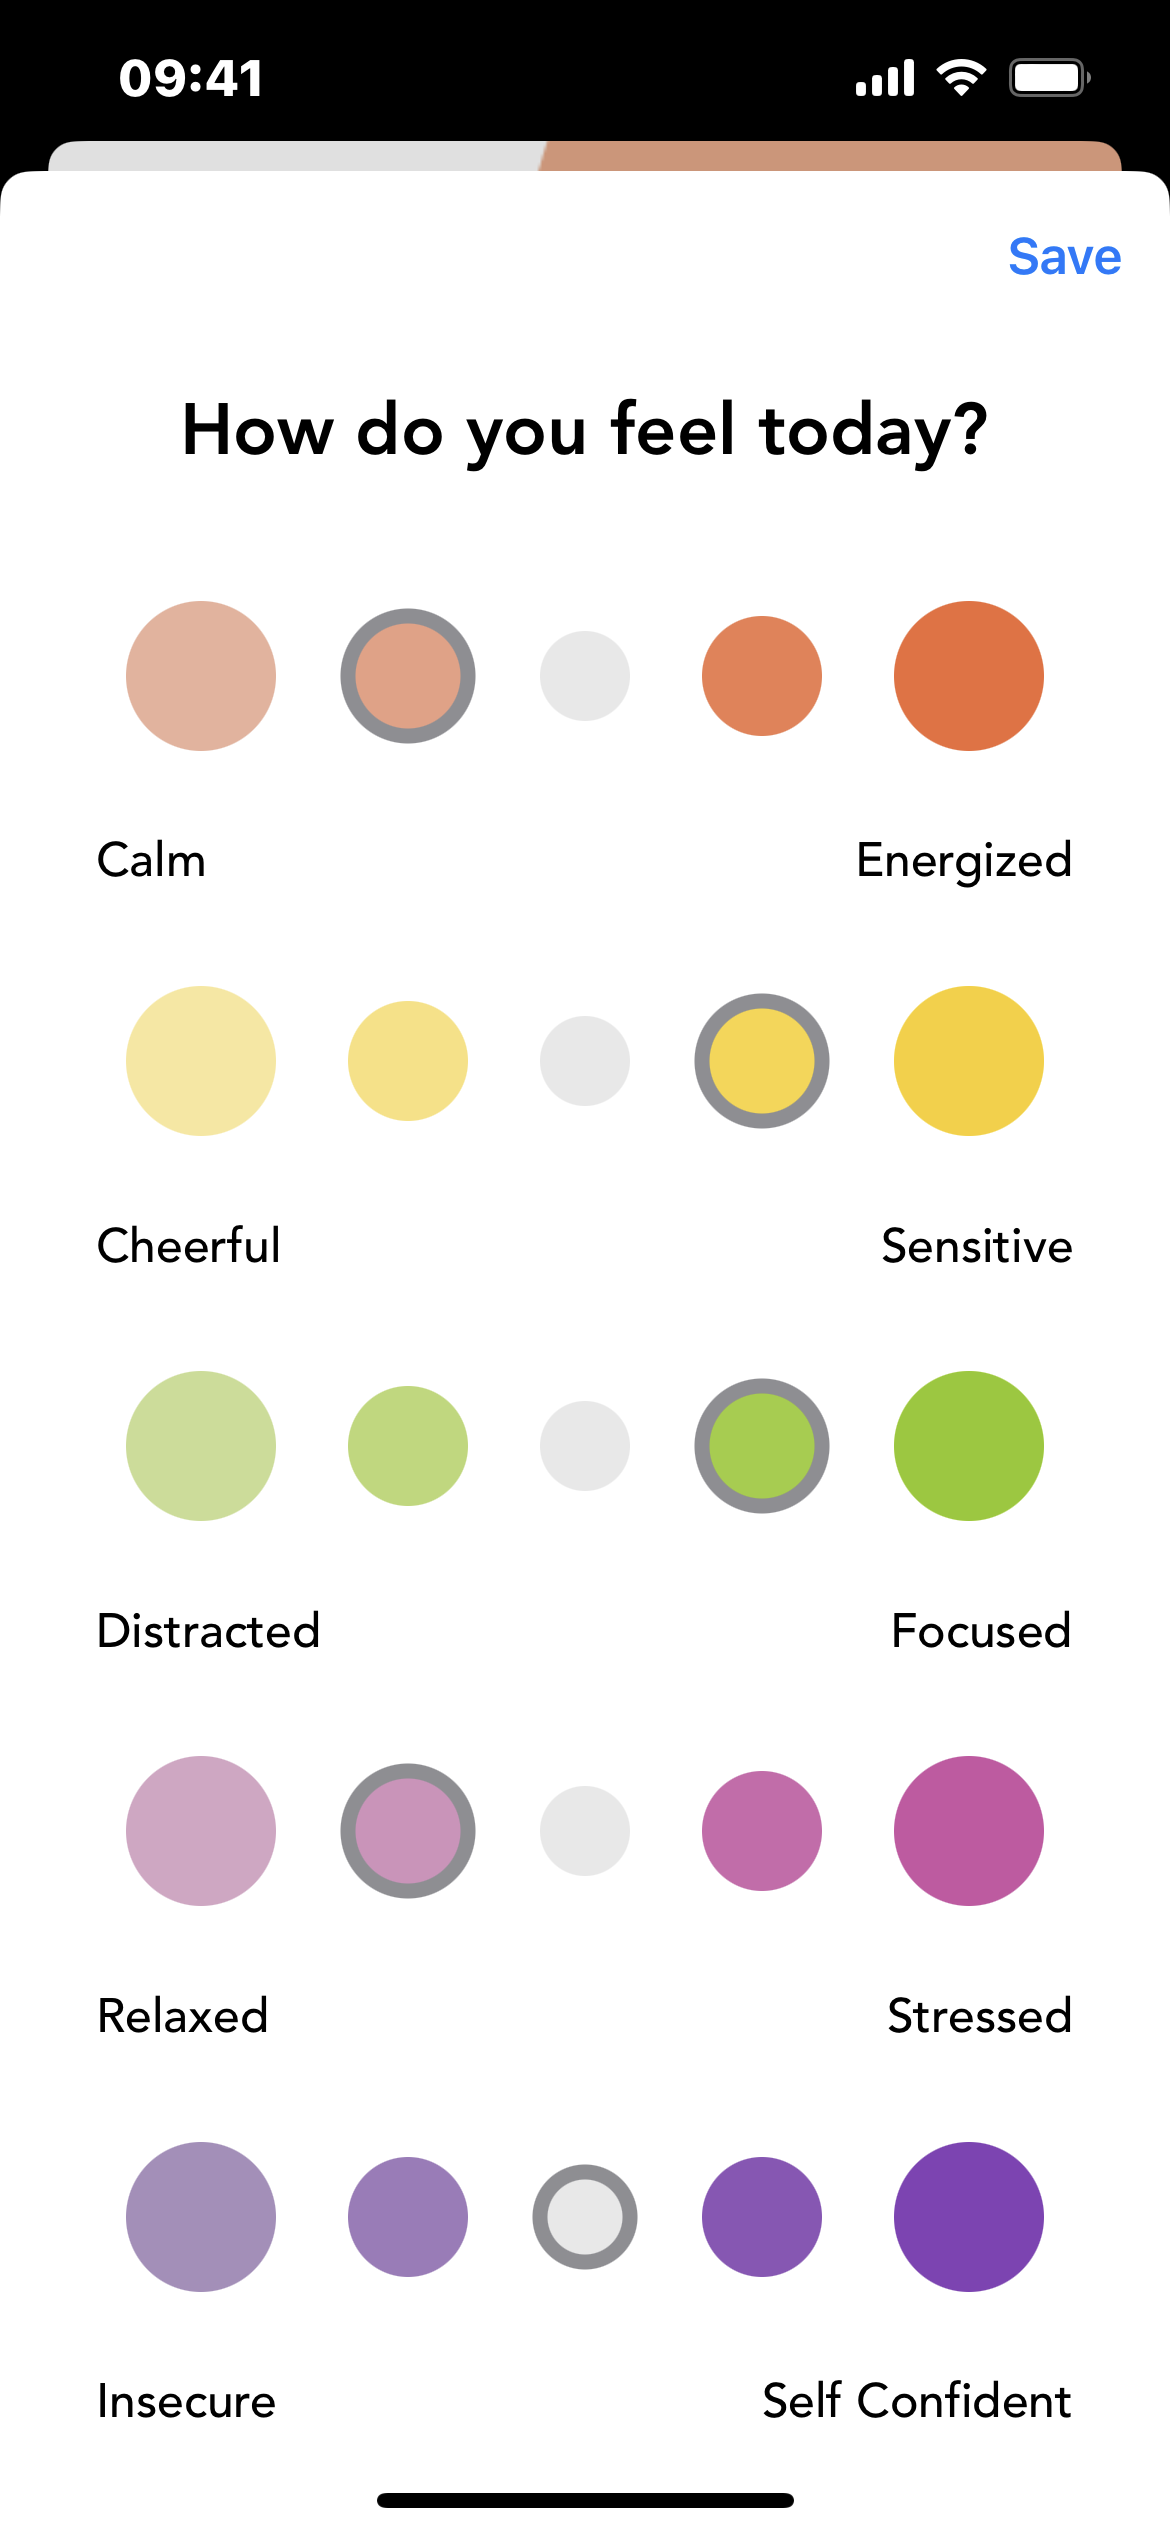 09:41
Save
How do you feel today?
Calm Energized
Cheerful Sensitive
Distracted Focused
Relaxed Stressed
Insecure Self Confident